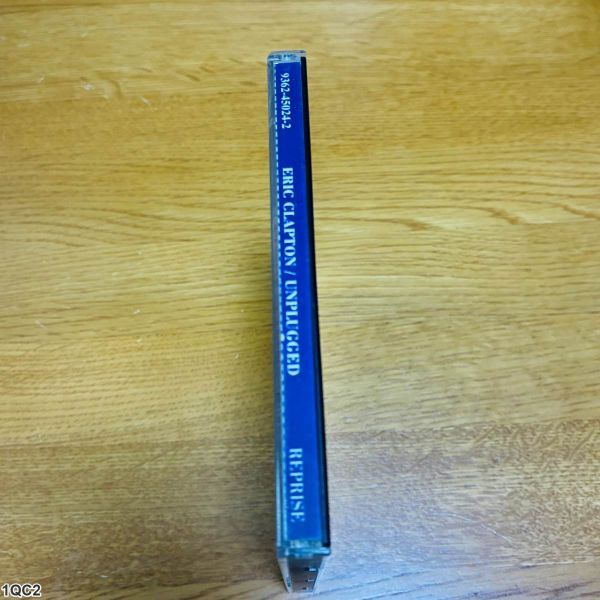 9362-45024-2
ERIC CLAPTON / UNPLUGGED
REPRISE
1QC2